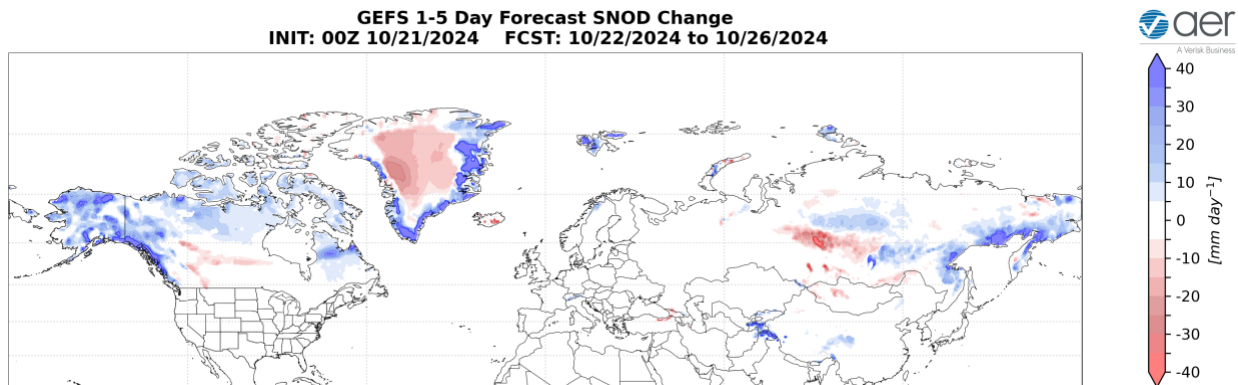 GEFS 1-5 Day Forecast SNOD Change
INIT: 00Z 10/21/2024    FCST: 10/22/2024 to 10/26/2024
aer
A Verisk Business
40
30
20
10
0
-10
-20
-30
-40
[mm day⁻¹]